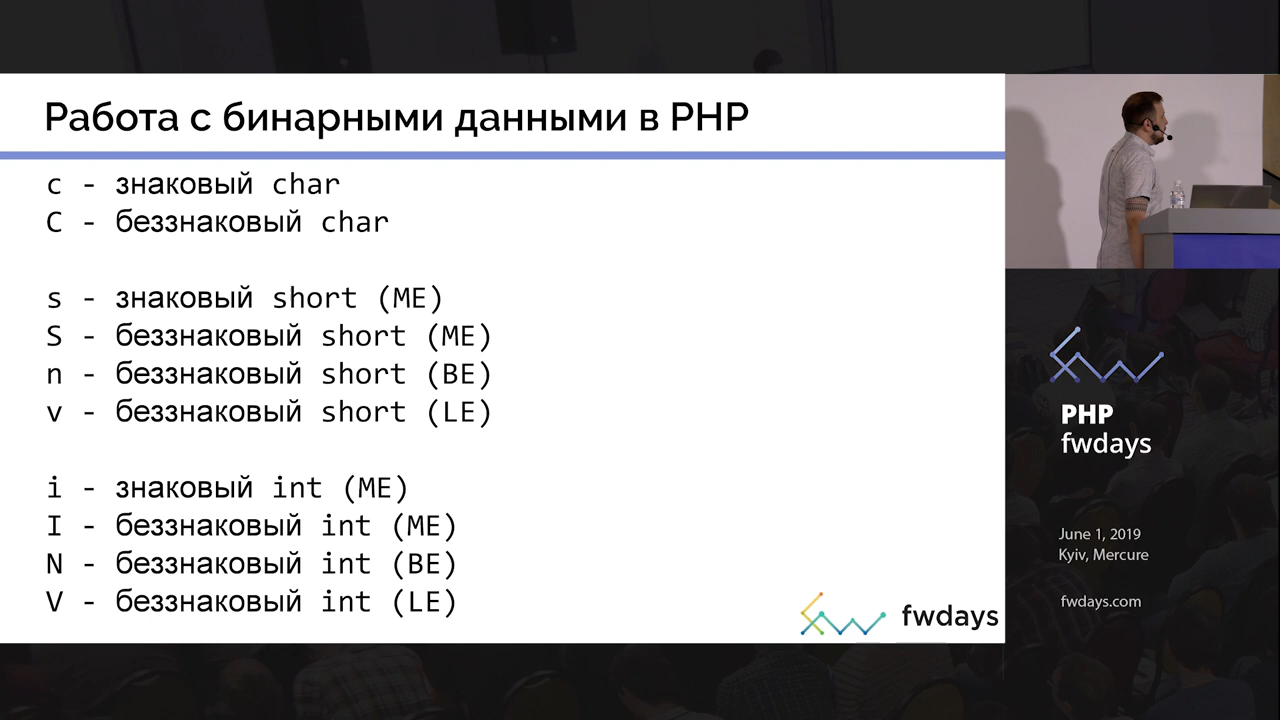 Работа с бинарными данными в PHP
c - знаковый char
C - беззнаковый char
s - знаковый short (ME)
S - беззнаковый short (ME)
n - беззнаковый short (BE)
v - беззнаковый short (LE)
i - знаковый int (ME)
I - беззнаковый int (ME)
N - беззнаковый int (BE)
V - беззнаковый int (LE)
fwdays
PHP
fwdays
June 1, 2019
Kyiv, Mercure
fwdays.com